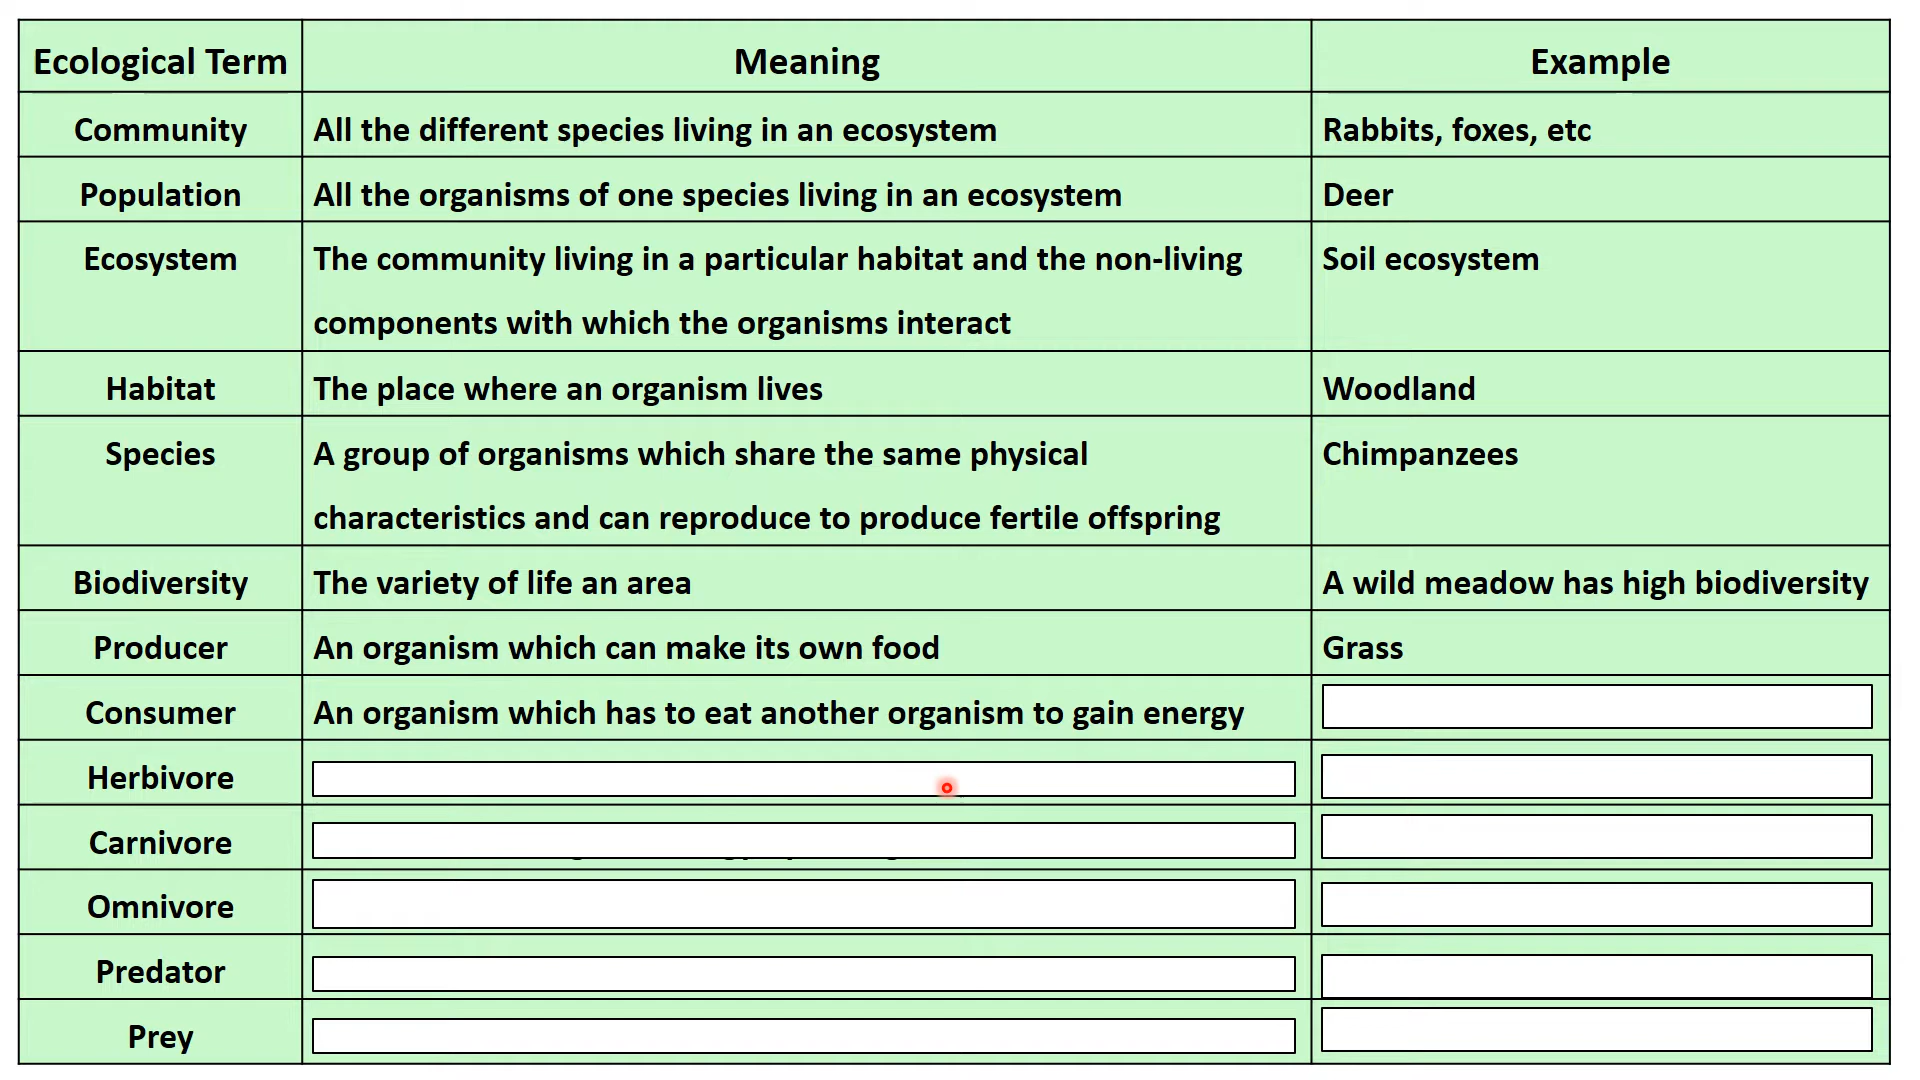 Ecological Term Meaning Example
Community All the different species living in an ecosystem Rabbits, foxes, etc
Population All the organisms of one species living in an ecosystem Deer
Ecosystem The community living in a particular habitat and the non-living Soil ecosystem
components with which the organisms interact
Habitat The place where an organism lives Woodland
Species A group of organisms which share the same physical Chimpanzees
characteristics and can reproduce to produce fertile offspring
Biodiversity The variety of life an area A wild meadow has high biodiversity
Producer An organism which can make its own food Grass
Consumer An organism which has to eat another organism to gain energy
Herbivore
Carnivore
Omnivore
Predator
Prey